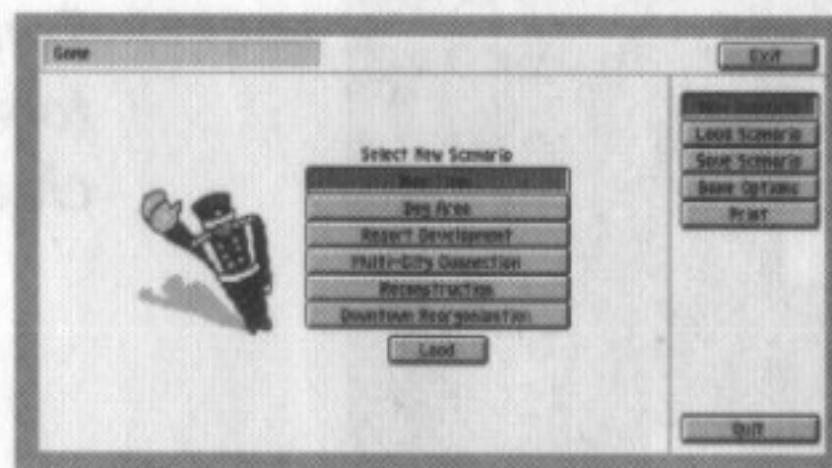 Game
Exit
Load Scenario
Save Scenario
Game Options
Print
Select New Scenario
Bay Area
Resort Development
Multi-City Connection
Reconstruction
Downtown Reorganization
Load
Quit